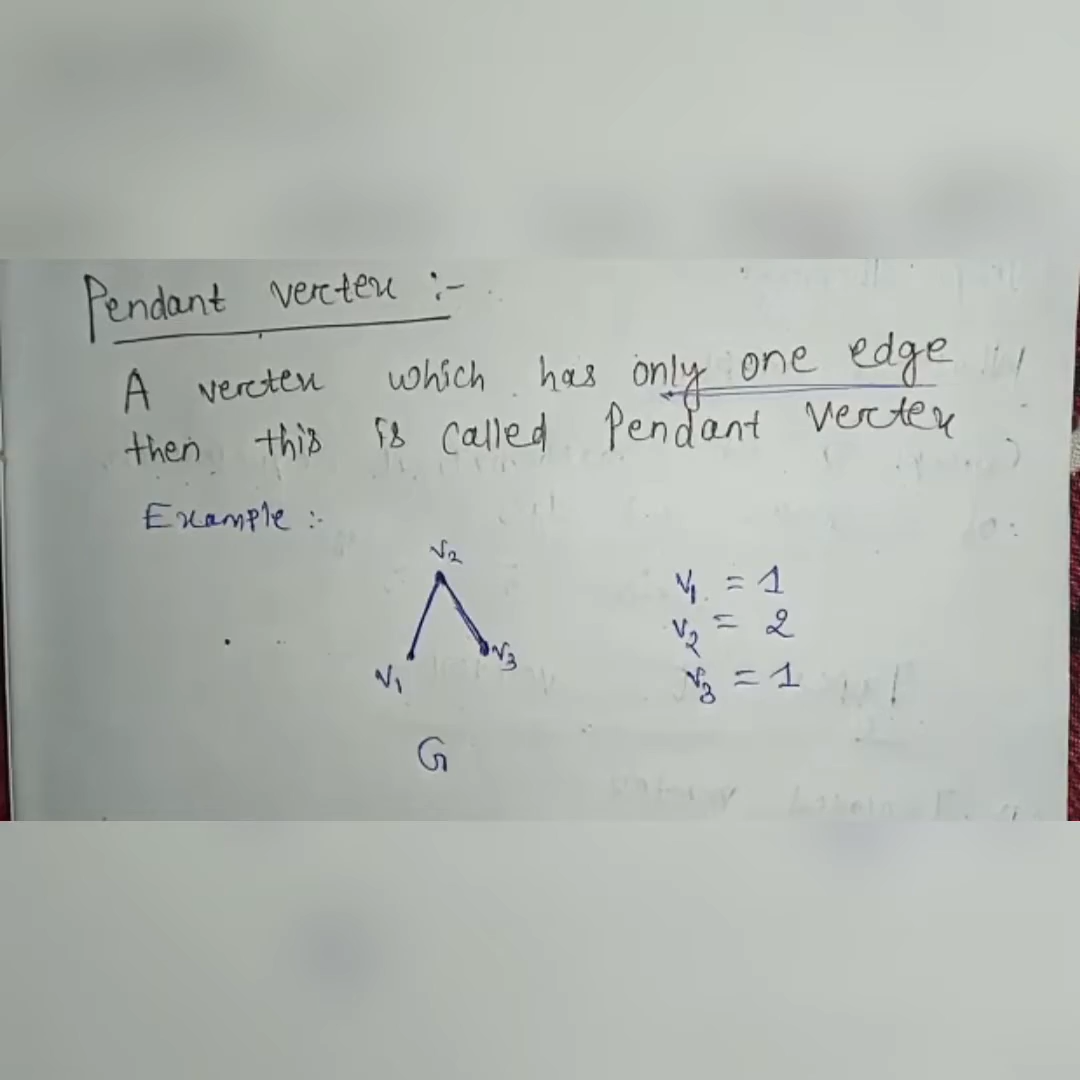 Pendant vertex :-
A vertex which has only one edge
then this is called Pendant vertex
Example :-
V2
V1
V3
G
V1 = 1
V2 = 2
V3 = 1